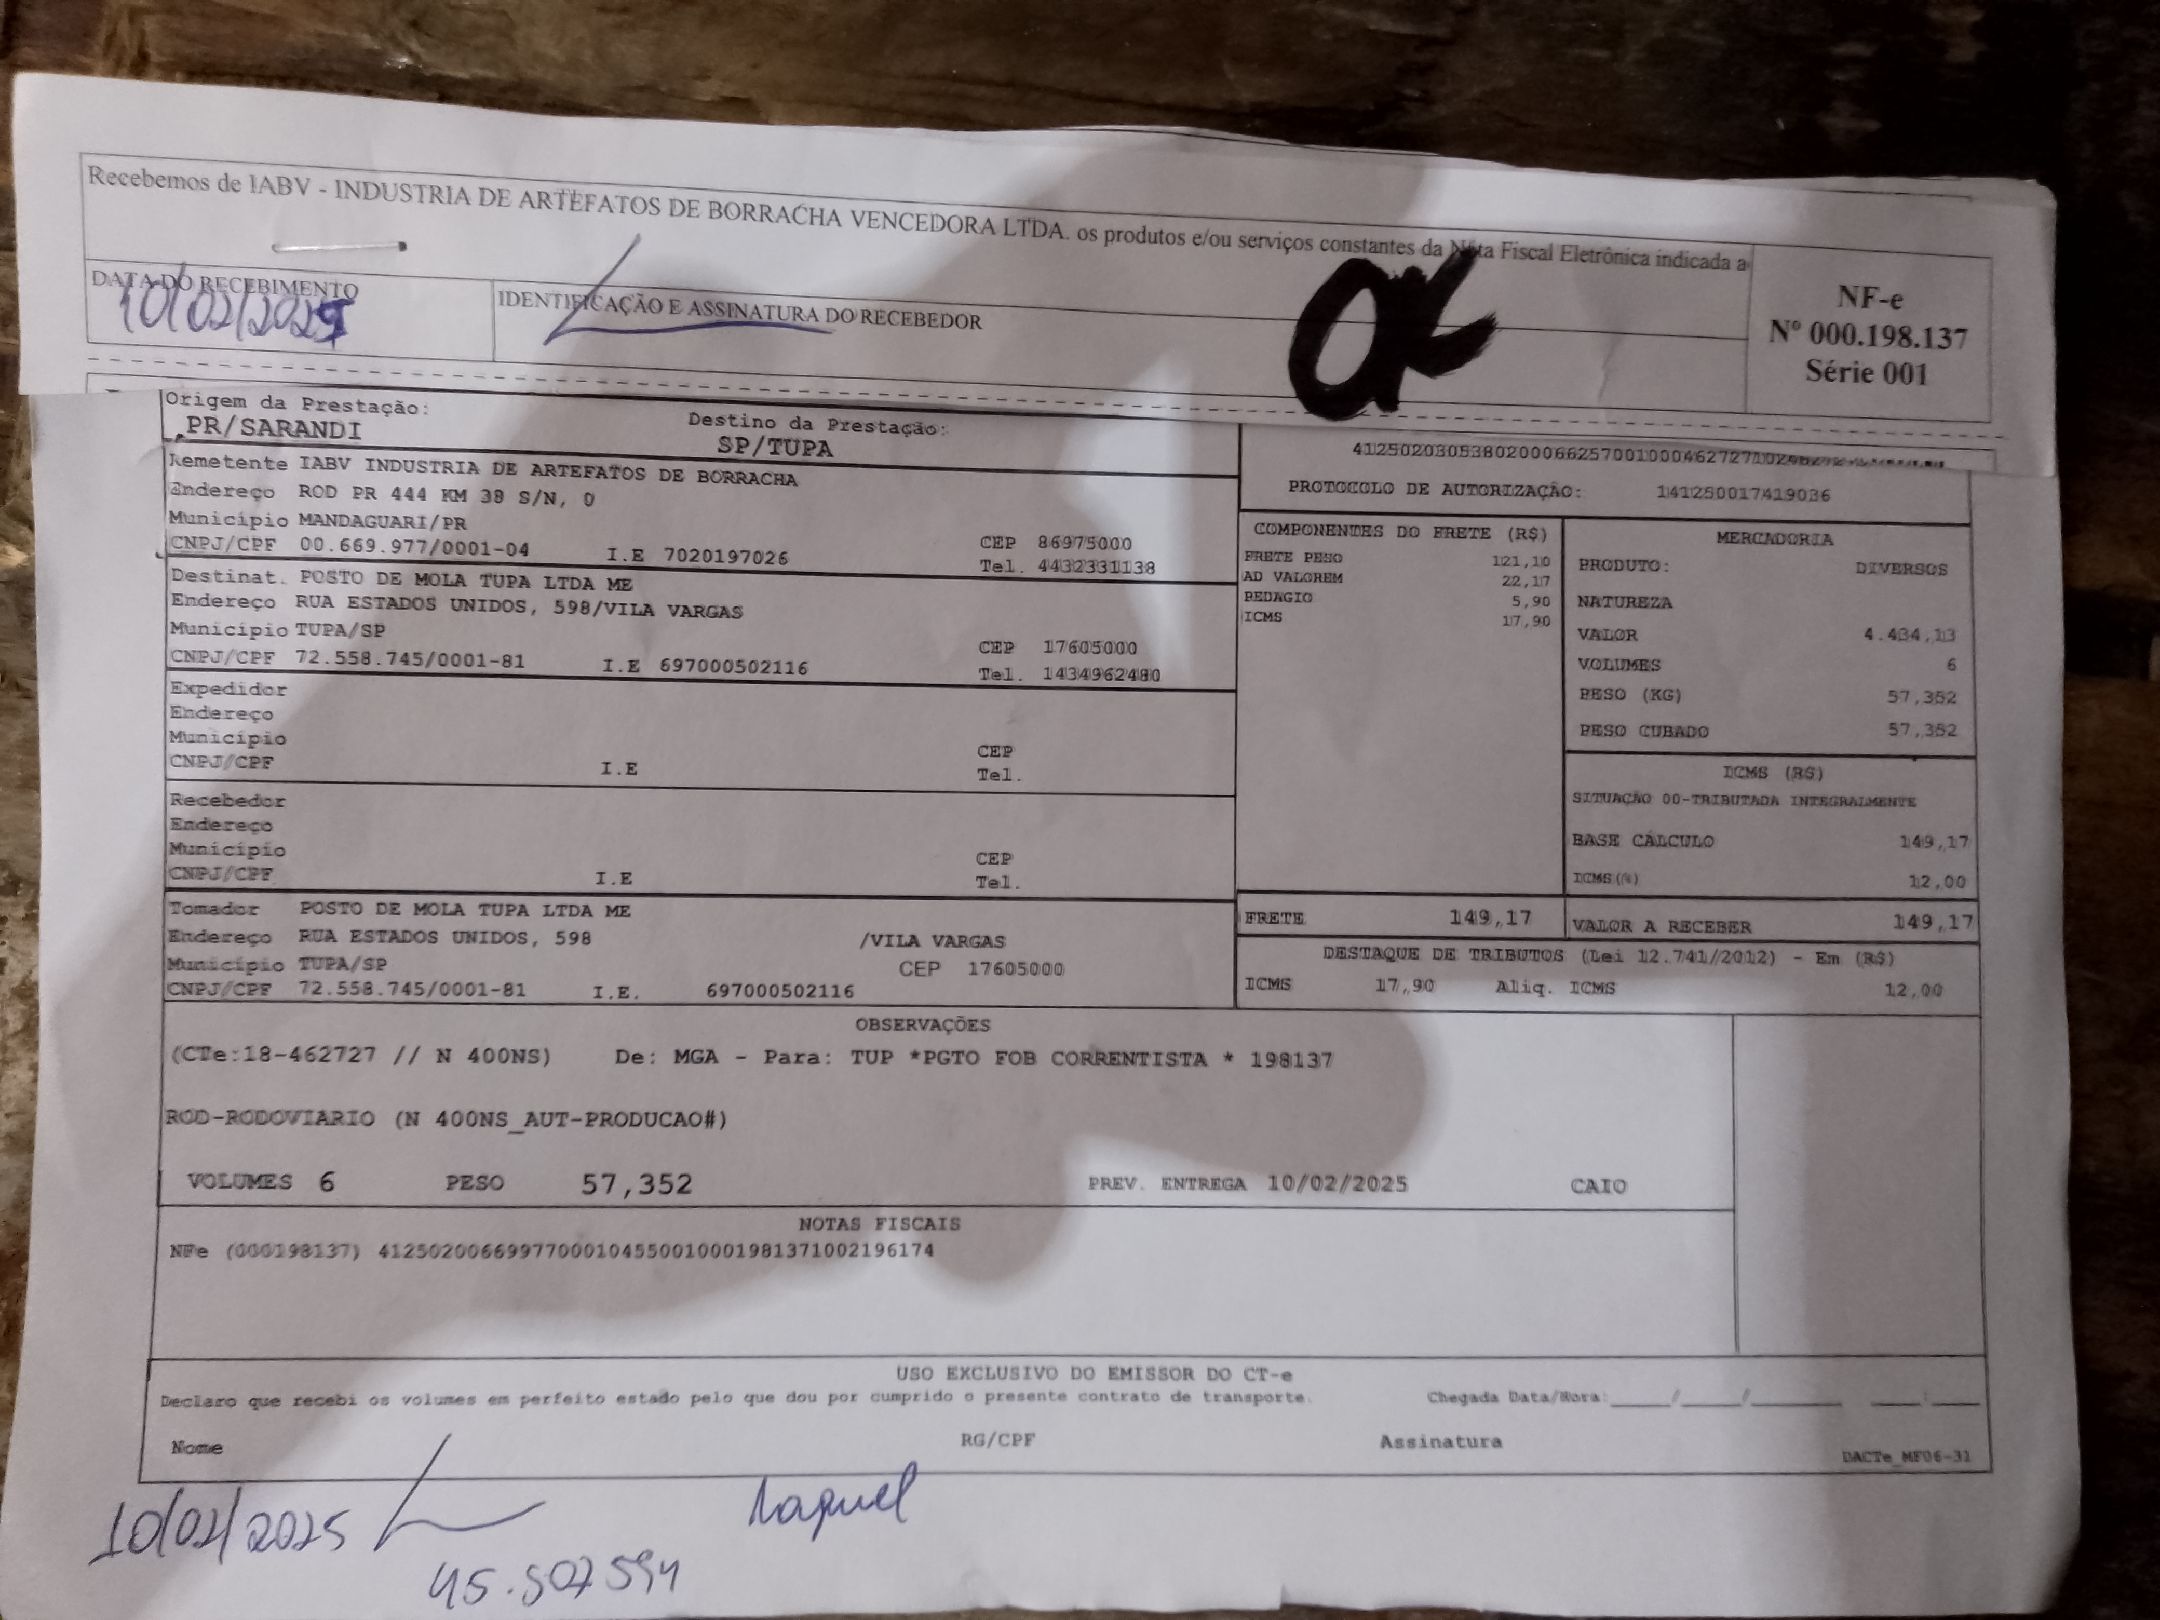 Recebemos de IABV - INDUSTRIA DE ARTEFATOS DE BORRACHA VENCEDORA LTDA. os produtos e/ou serviços constantes da Nota Fiscal Eletrônica indicada a
DATA DO RECEBIMENTO
10/02/2025
IDENTIFICAÇÃO E ASSINATURA DO RECEBEDOR
OK
NF-e
Nº 000.198.137
Série 001
Origem da Prestação:
PR/SARANDI
Destino da Prestação:
SP/TUPA
Remetente IABV INDUSTRIA DE ARTEFATOS DE BORRACHA
Endereço ROD PR 444 KM 38 S/N, 0
Município MANDAGUARI/PR
CNPJ/CPF 00.669.977/0001-04 I.E 7020197026
CEP 86975000
Tel. 4432331138
Destinat. POSTO DE MOLA TUPA LTDA ME
Endereço RUA ESTADOS UNIDOS, 598/VILA VARGAS
Município TUPA/SP
CNPJ/CPF 72.558.745/0001-81 I.E 697000502116
CEP 17605000
Tel. 1434962480
Expedidor
Endereço
Município
CNPJ/CPF I.E
CEP
Tel.
Recebedor
Endereço
Município
CNPJ/CPF I.E
CEP
Tel.
Tomador POSTO DE MOLA TUPA LTDA ME
Endereço RUA ESTADOS UNIDOS, 598 /VILA VARGAS
Município TUPA/SP CEP 17605000
CNPJ/CPF 72.558.745/0001-81 I.E. 697000502116
PROTOCOLO DE AUTORIZAÇÃO: 141250017419036
COMPONENTES DO FRETE (R$)
FRETE PESO 121,10
AD VALOREM 22,17
PEDAGIO 5,90
ICMS 17,90
MERCADORIA
PRODUTO: DIVERSOS
NATUREZA
VALOR 4.434,13
VOLUMES 6
PESO (KG) 57,352
PESO CUBADO 57,352
ICMS (R$)
SITUAÇÃO 00-TRIBUTADA INTEGRALMENTE
BASE CÁLCULO 149,17
ICMS(%) 12,00
FRETE 149,17
VALOR A RECEBER 149,17
DESTAQUE DE TRIBUTOS (Lei 12.741/2012) - Em (R$)
ICMS 17,90 Aliq. ICMS 12,00
OBSERVAÇÕES
(CTe:18-462727 // N 400NS) De: MGA - Para: TUP *PGTO FOB CORRENTISTA * 198137
ROD-RODOVIARIO (N 400NS_AUT-PRODUCAO#)
VOLUMES 6 PESO 57,352 PREV. ENTREGA 10/02/2025 CAIO
NOTAS FISCAIS
NFe (000198137) 41250200669977000104550010001981371002196174
USO EXCLUSIVO DO EMISSOR DO CT-e
Declaro que recebi os volumes em perfeito estado pelo que dou por cumprido o presente contrato de transporte. Chegada Data/Hora:_____/_____/_________ ____:____
Nome RG/CPF Assinatura
DACTe_MF06-31
10/02/2025
Raquel
45.507594